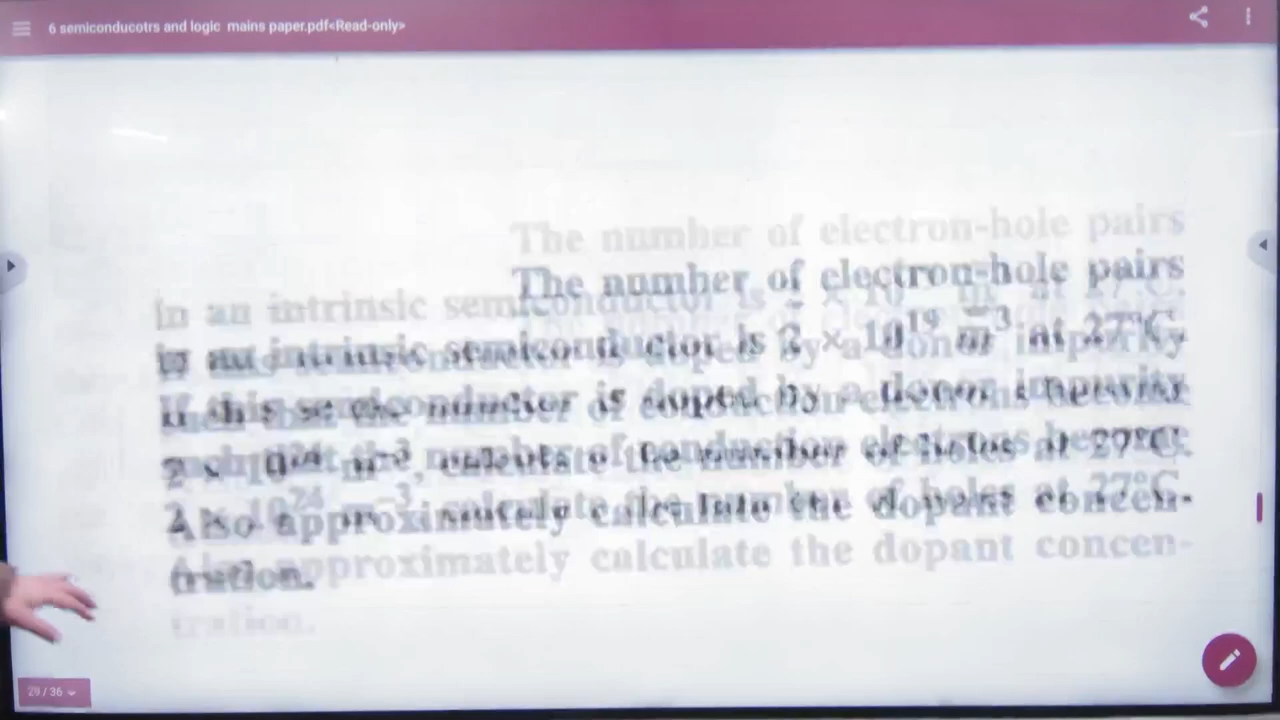 6 semiconducotrs and logic mains paper.pdf<Read-only>
The number of electron-hole pairs
in an intrinsic semiconductor is 2 × 10¹⁹ m⁻³ at 27°C.
If this semiconductor is doped by a donor impurity
such that the number of conduction electrons become
2 × 10²⁴ m⁻³, calculate the number of holes at 27°C.
Also approximately calculate the dopant concen-
tration.
29 / 36